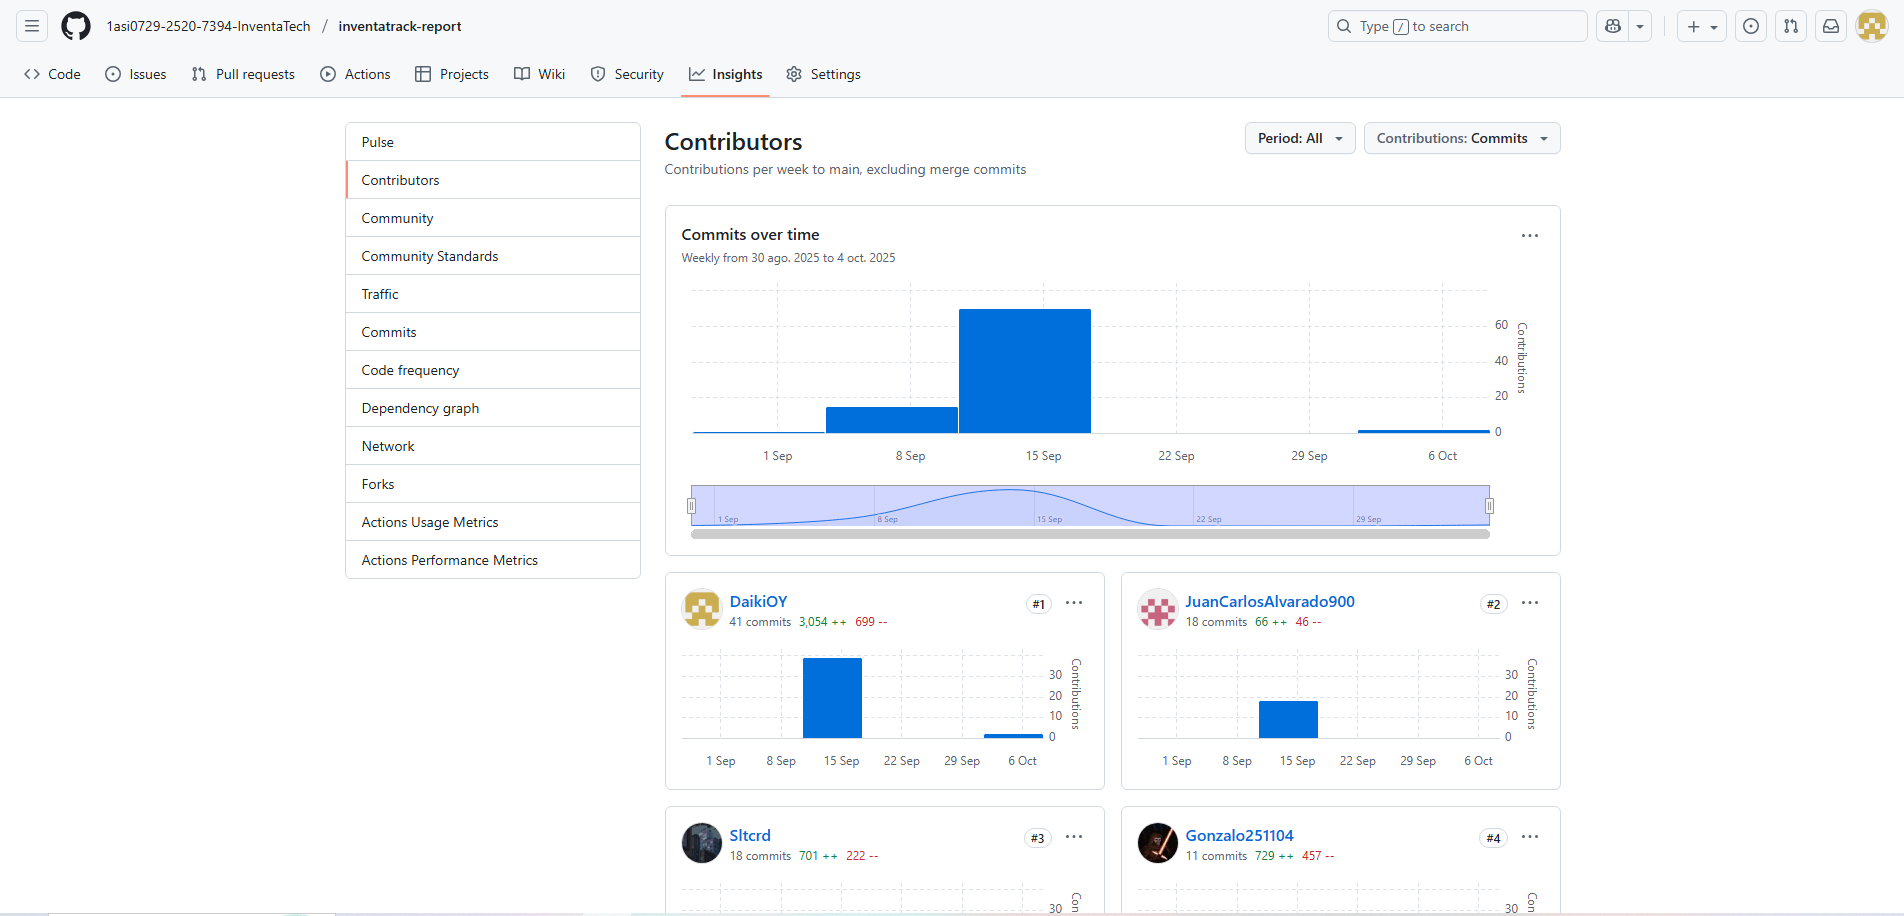 1asi0729-2520-7394-InventaTech / inventatrack-report
Type / to search
Code Issues Pull requests Actions Projects Wiki Security Insights Settings
Pulse
Contributors
Community
Community Standards
Traffic
Commits
Code frequency
Dependency graph
Network
Forks
Actions Usage Metrics
Actions Performance Metrics
Contributors
Contributions per week to main, excluding merge commits
Period: All
Contributions: Commits
Commits over time
Weekly from 30 ago. 2025 to 4 oct. 2025
60
40
20
0
Contributions
1 Sep 8 Sep 15 Sep 22 Sep 29 Sep 6 Oct
1 Sep 8 Sep 15 Sep 22 Sep 29 Sep
DaikiOY
#1
41 commits 3,054 ++ 699 --
30
20
10
0
Contributions
1 Sep 8 Sep 15 Sep 22 Sep 29 Sep 6 Oct
JuanCarlosAlvarado900
#2
18 commits 66 ++ 46 --
30
20
10
0
Contributions
1 Sep 8 Sep 15 Sep 22 Sep 29 Sep 6 Oct
Sltcrd
#3
18 commits 701 ++ 222 --
30
Con
Gonzalo251104
#4
11 commits 729 ++ 457 --
30
Con